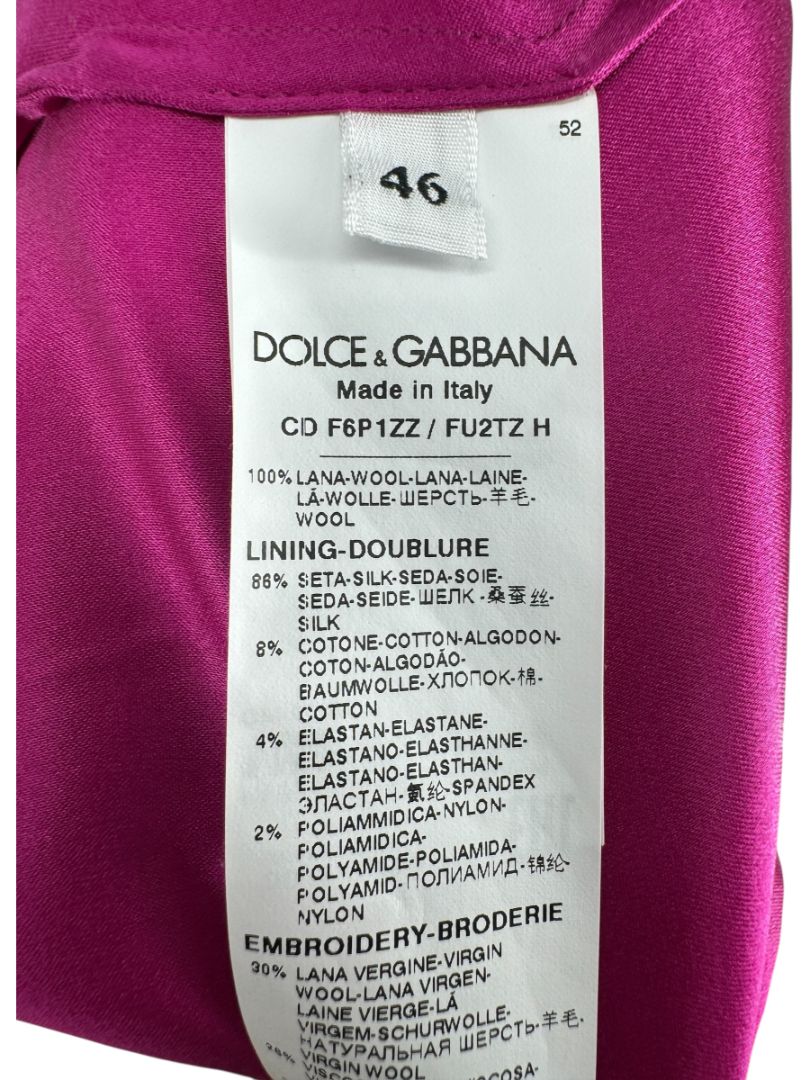 52
46
DOLCE & GABBANA
Made in Italy
CD F6P1ZZ / FU2TZ H
100% LANA-WOOL-LANA-LAINE-
LÃ-WOLLE-ШЕРСТЬ-羊毛-
WOOL
LINING-DOUBLURE
86% SETA-SILK-SEDA-SOIE-
SEDA-SEIDE-ШЕЛК-桑蚕丝-
SILK
8% COTONE-COTTON-ALGODON-
COTON-ALGODÃO-
BAUMWOLLE-ХЛОПОК-棉-
COTTON
4% ELASTAN-ELASTANE-
ELASTANO-ELASTHANNE-
ELASTANO-ELASTHAN-
ЭЛАСТАН-氨纶-SPANDEX
2% POLIAMMIDICA-NYLON-
POLIAMIDICA-
POLYAMIDE-POLIAMIDA-
POLYAMID-ПОЛИАМИД-锦纶-
NYLON
EMBROIDERY-BRODERIE
30% LANA VERGINE-VIRGIN
WOOL-LANA VIRGEN-
LAINE VIERGE-LÃ
VIRGEM-SCHURWOLLE-
НАТУРАЛЬНАЯ ШЕРСТЬ-羊毛-
VIRGIN WOOL